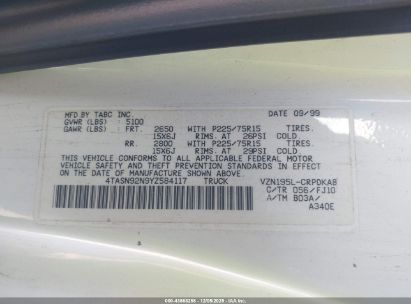 MFD BY TABC INC. DATE 09/99
GVWR (LBS) : 5100
GAWR (LBS) : FRT. 2650 WITH P225/75R15 TIRES.
15X6J RIMS. AT 26PSI COLD
RR. 2800 WITH P225/75R15 TIRES.
15X6J RIMS. AT 29PSI COLD
THIS VEHICLE CONFORMS TO ALL APPLICABLE FEDERAL MOTOR
VEHICLE SAFETY AND THEFT PREVENTION STANDARDS IN
EFFECT ON THE DATE OF MANUFACTURE SHOWN ABOVE.
4TASN92N9YZ584117 TRUCK VZN195L-CRPDKAB
C/TR 056/FJ10
A/TM B03A/
A340E